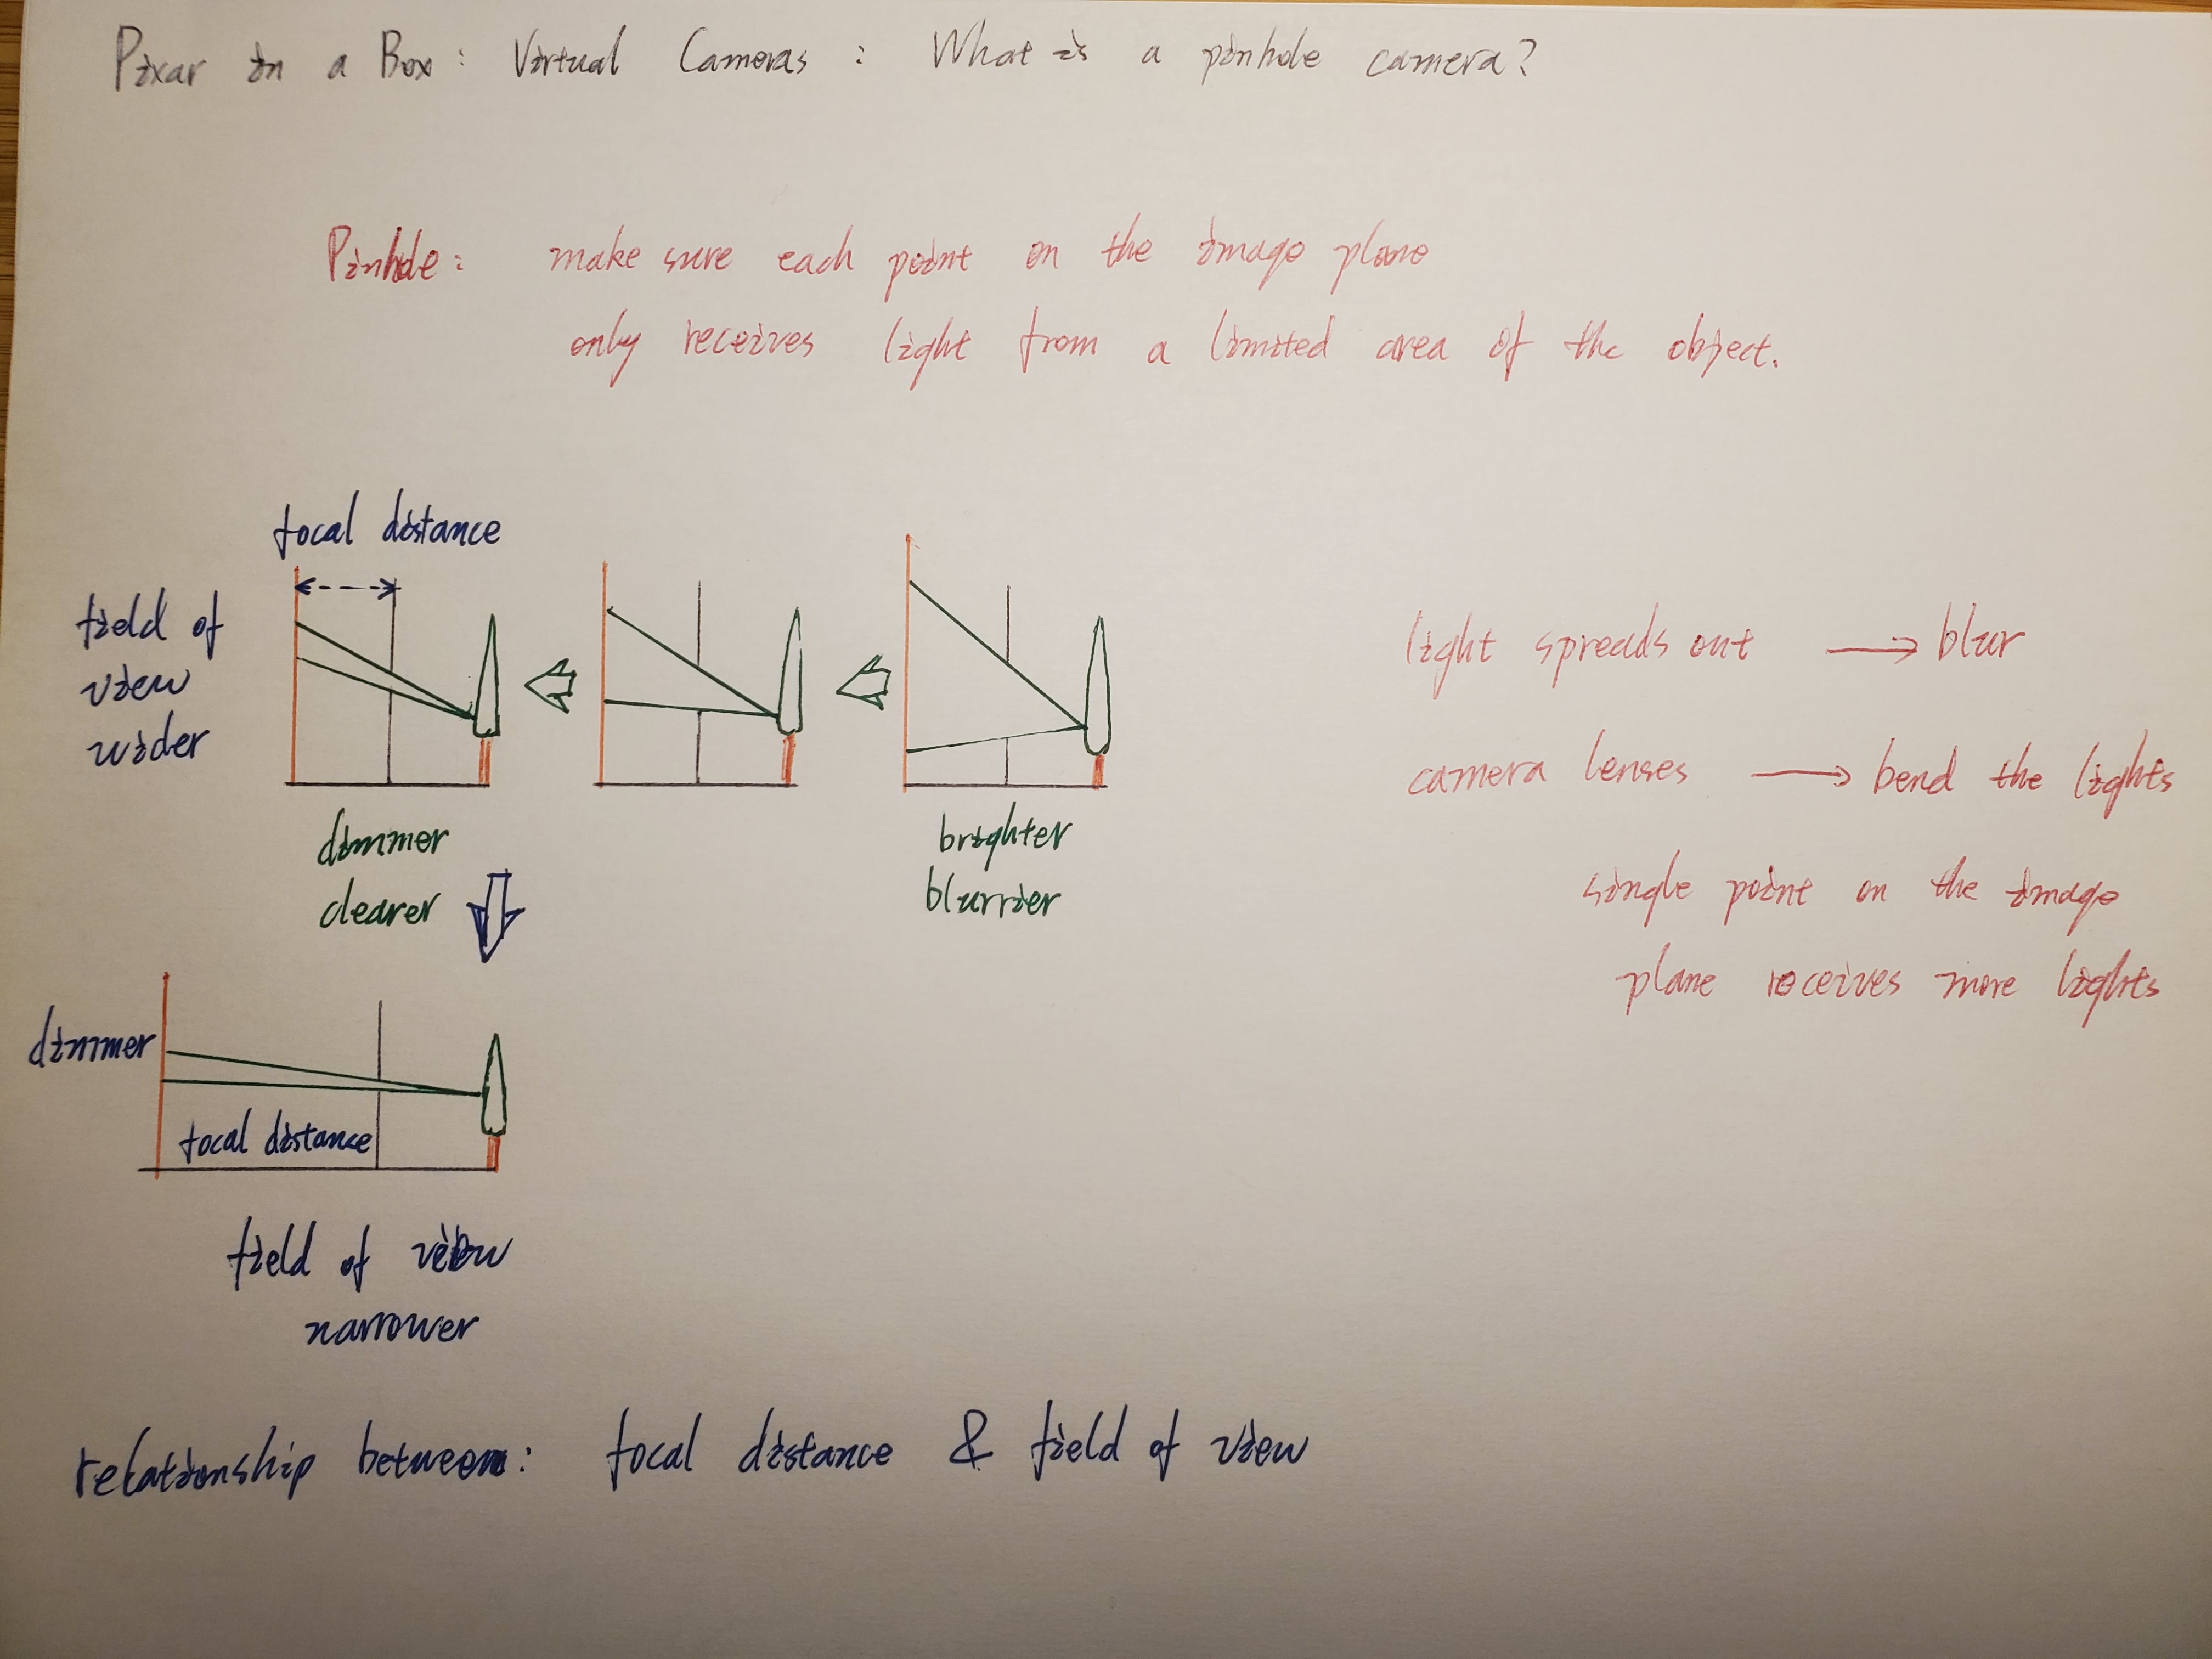 Pixar in a Box: Virtual Cameras: What is a pinhole camera?
Pinhole: make sure each point on the image plane
only receives light from a limited area of the object.
focal distance
field of
view
wider
dimmer
clearer
brighter
blurrier
light spreads out → blur
camera lenses → bend the lights
single point on the image
plane receives more lights
dimmer
focal distance
field of view
narrower
relationship between: focal distance & field of view